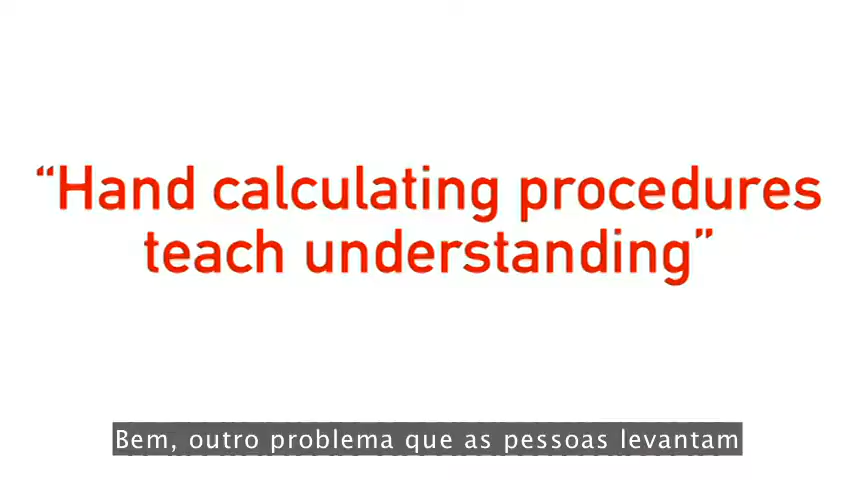 “Hand calculating procedures
teach understanding”
Bem, outro problema que as pessoas levantam